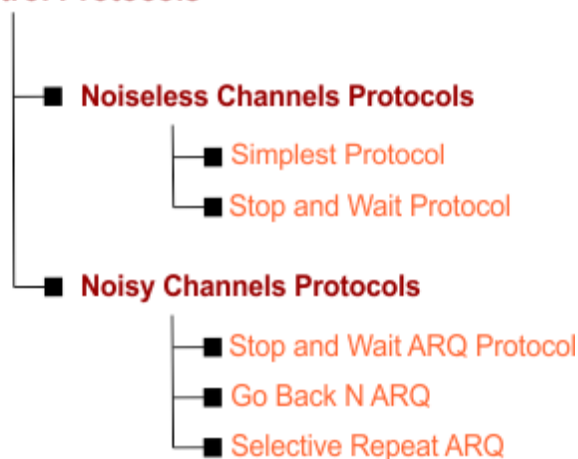 Noiseless Channels Protocols
Simplest Protocol
Stop and Wait Protocol
Noisy Channels Protocols
Stop and Wait ARQ Protocol
Go Back N ARQ
Selective Repeat ARQ